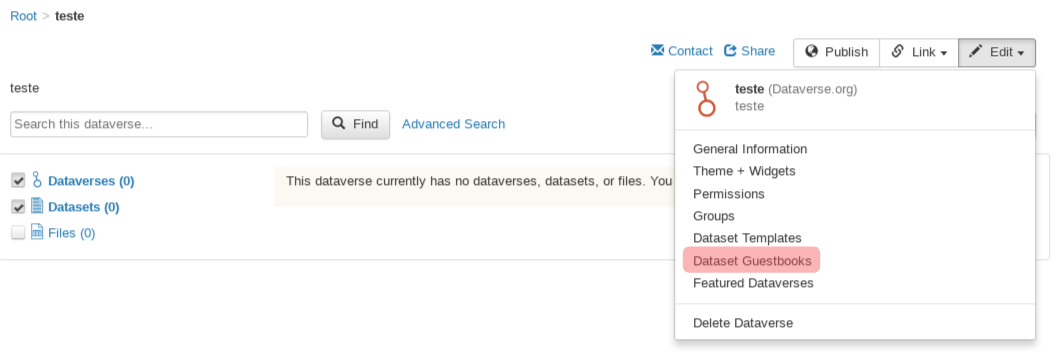 Root > teste
Contact Share Publish Link Edit
teste
teste (Dataverse.org)
teste
Search this dataverse... Find Advanced Search
Dataverses (0)
Datasets (0)
Files (0)
This dataverse currently has no dataverses, datasets, or files. You
General Information
Theme + Widgets
Permissions
Groups
Dataset Templates
Dataset Guestbooks
Featured Dataverses
Delete Dataverse